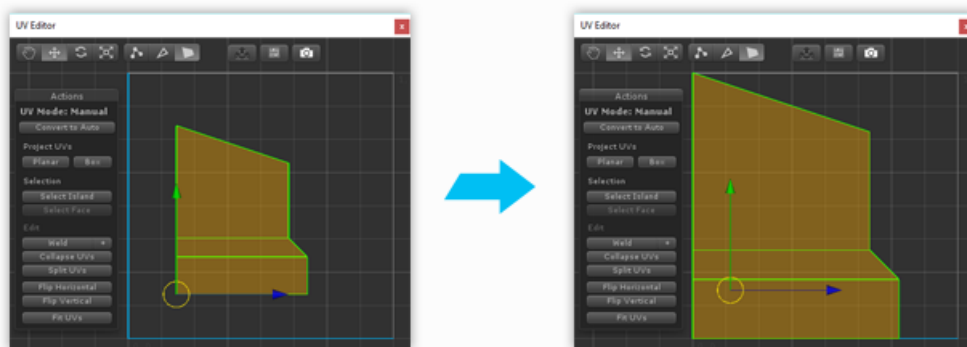 UV Editor
x
Actions
UV Mode: Manual
Convert to Auto
Project UVs
Planar Box
Selection
Select Island
Select Face
Edit
Weld +
Collapse UVs
Split UVs
Flip Horizontal
Flip Vertical
Fit UVs
UV Editor
x
Actions
UV Mode: Manual
Convert to Auto
Project UVs
Planar Box
Selection
Select Island
Select Face
Edit
Weld +
Collapse UVs
Split UVs
Flip Horizontal
Flip Vertical
Fit UVs